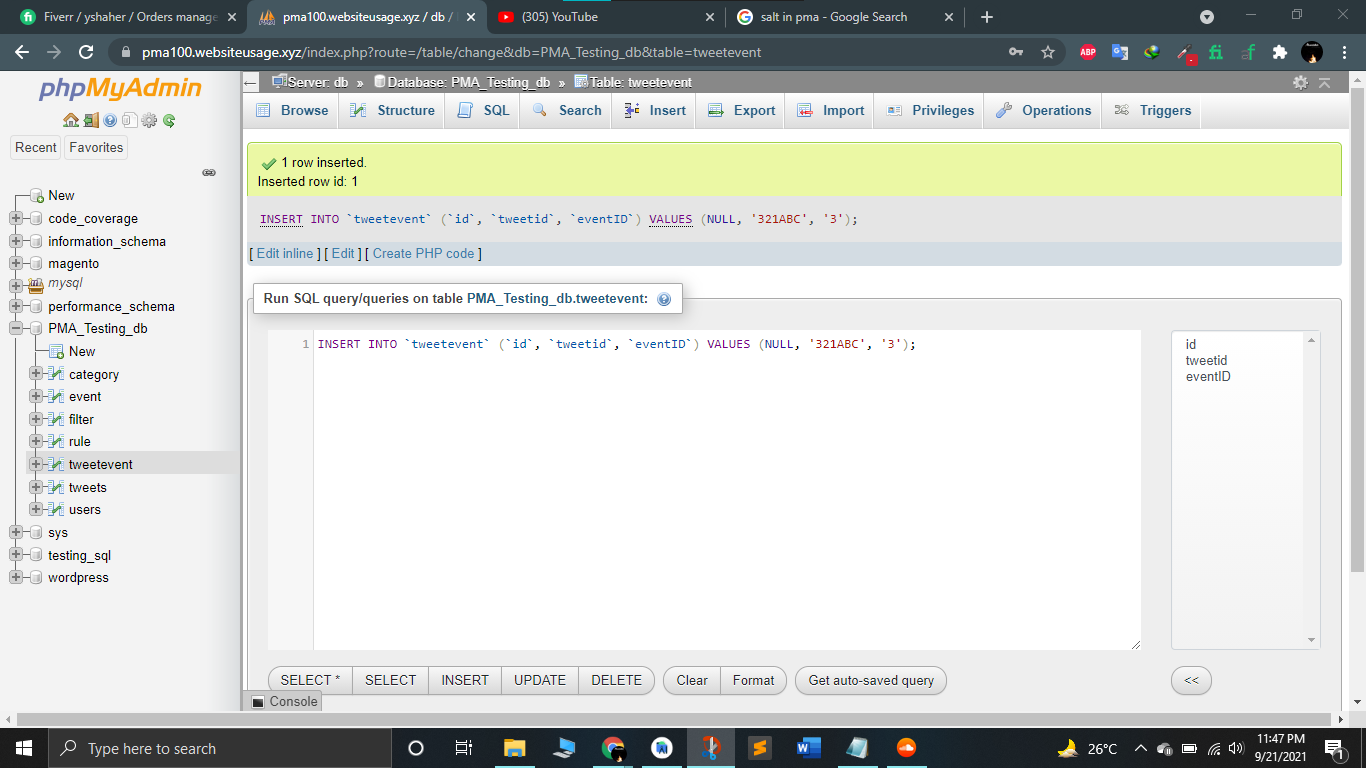 Fiverr / yshaher / Orders manage
pma100.websiteusage.xyz / db /
(305) YouTube
salt in pma - Google Search
pma100.websiteusage.xyz/index.php?route=/table/change&db=PMA_Testing_db&table=tweetevent
ABP
fi
phpMyAdmin
Recent
Favorites
New
code_coverage
information_schema
magento
mysql
performance_schema
PMA_Testing_db
New
category
event
filter
rule
tweetevent
tweets
users
sys
testing_sql
wordpress
Server: db » Database: PMA_Testing_db » Table: tweetevent
Browse Structure SQL Search Insert Export Import Privileges Operations Triggers
1 row inserted.
Inserted row id: 1
INSERT INTO `tweetevent` (`id`, `tweetid`, `eventID`) VALUES (NULL, '321ABC', '3');
[ Edit inline ] [ Edit ] [ Create PHP code ]
Run SQL query/queries on table PMA_Testing_db.tweetevent:
1 INSERT INTO `tweetevent` (`id`, `tweetid`, `eventID`) VALUES (NULL, '321ABC', '3');
id
tweetid
eventID
SELECT * SELECT INSERT UPDATE DELETE Clear Format Get auto-saved query <<
Console
Type here to search
26°C
11:47 PM
9/21/2021
1